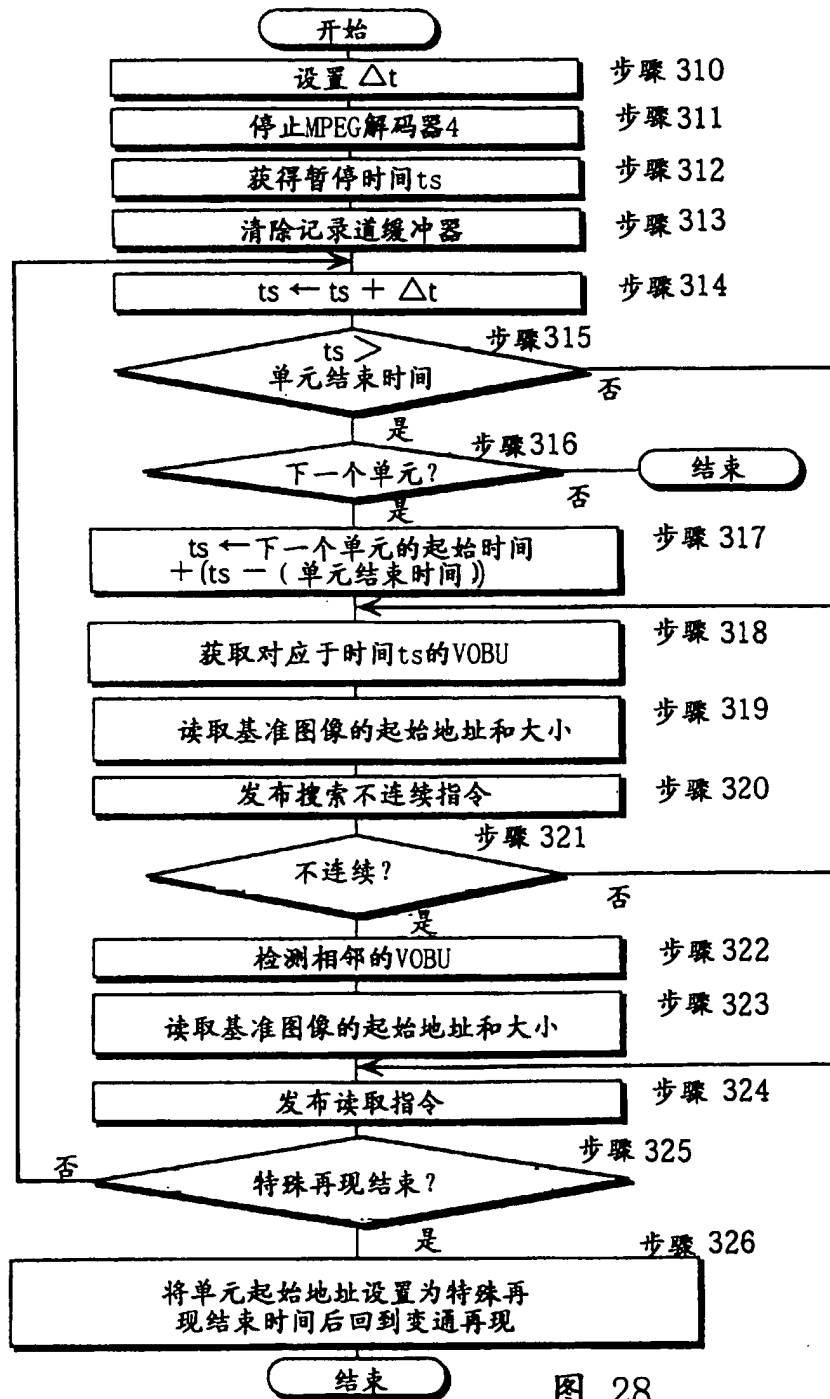 开始
设置 △t
步骤 310
停止MPEG解码器4
步骤 311
获得暂停时间ts
步骤 312
清除记录道缓冲器
步骤 313
ts ← ts + △t
步骤 314
步骤315
ts >
单元结束时间
否
是
步骤316
下一个单元?
结束
否
是
ts ← 下一个单元的起始时间
+(ts — (单元结束时间))
步骤 317
获取对应于时间ts的VOBU
步骤 318
读取基准图像的起始地址和大小
步骤 319
发布搜索不连续指令
步骤 320
步骤 321
不连续?
否
是
检测相邻的VOBU
步骤 322
读取基准图像的起始地址和大小
步骤 323
发布读取指令
步骤 324
步骤 325
否
特殊再现结束?
是
步骤 326
将单元起始地址设置为特殊再
现结束时间后回到变通再现
结束
图 28